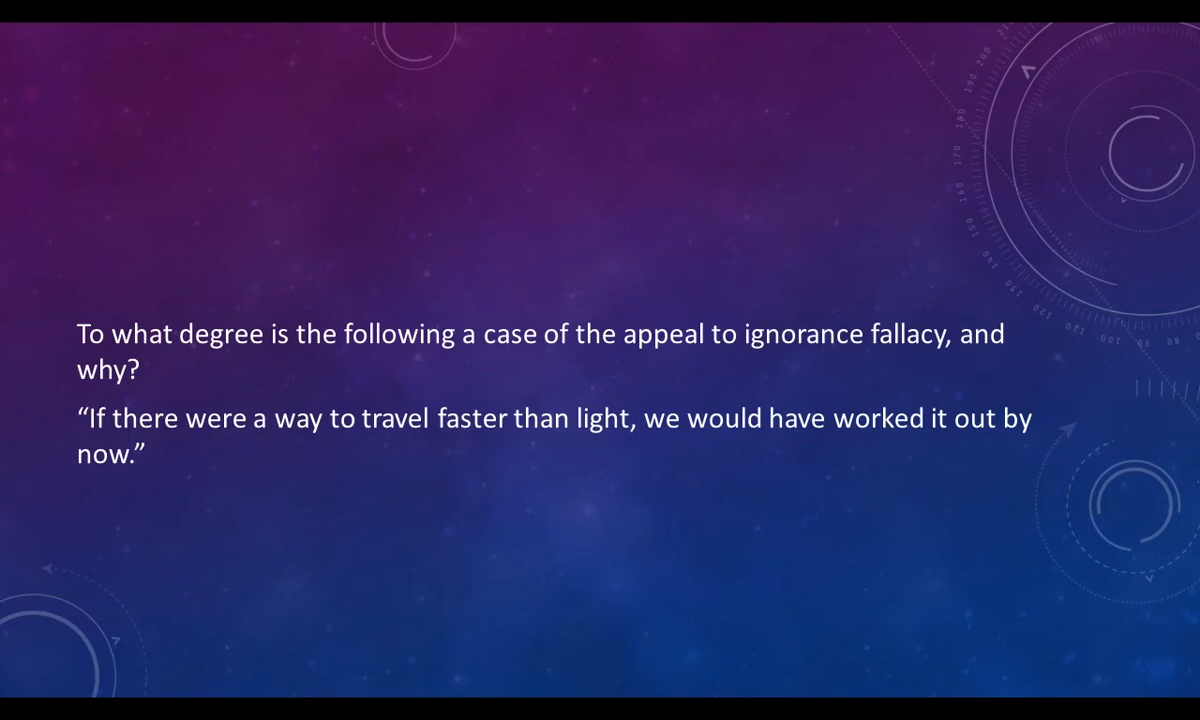 To what degree is the following a case of the appeal to ignorance fallacy, and
why?
“If there were a way to travel faster than light, we would have worked it out by
now.”